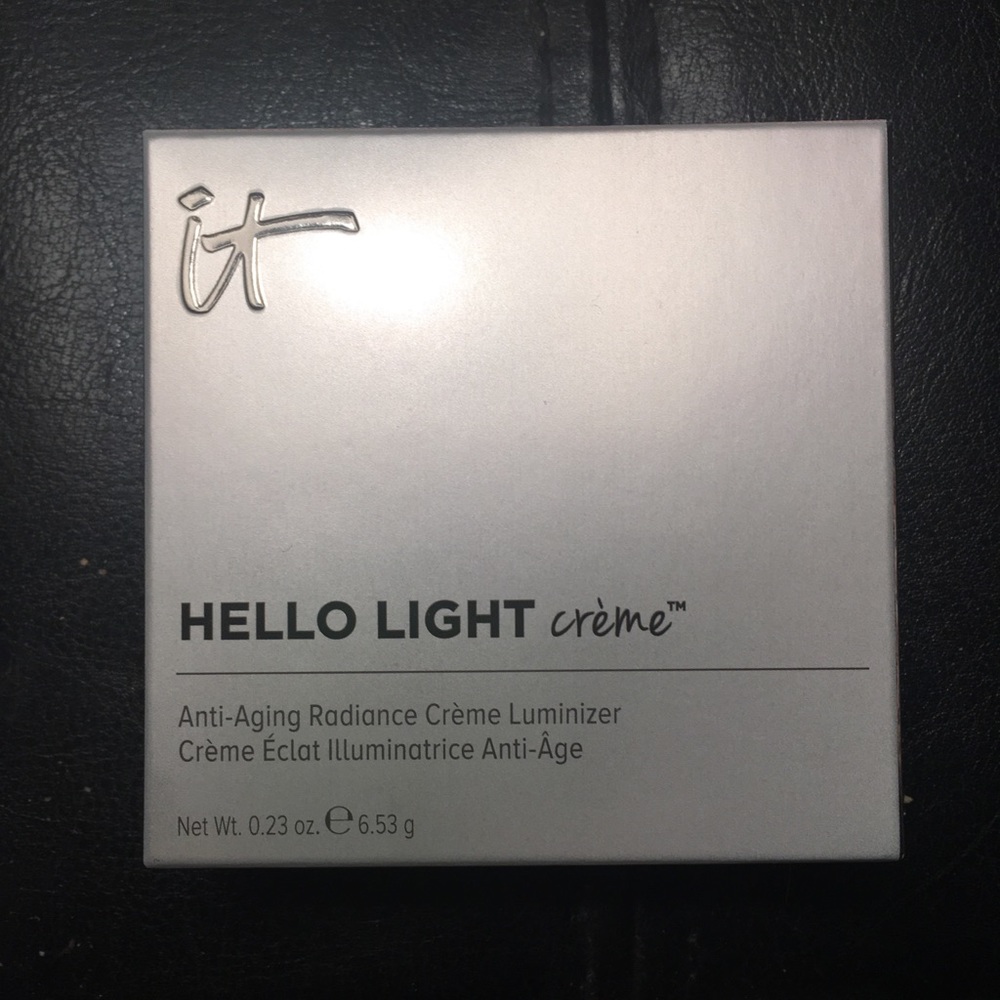 it
HELLO LIGHT crème™
Anti-Aging Radiance Crème Luminizer
Crème Éclat Illuminatrice Anti-Âge
Net Wt. 0.23 oz. ℮ 6.53 g